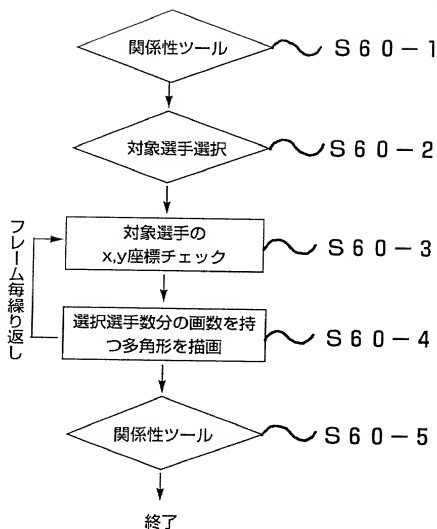 関係性ツール
S60-1
対象選手選択
S60-2
対象選手の
x,y座標チェック
S60-3
フレーム毎繰り返し
選択選手数分の画数を持
つ多角形を描画
S60-4
関係性ツール
S60-5
終了